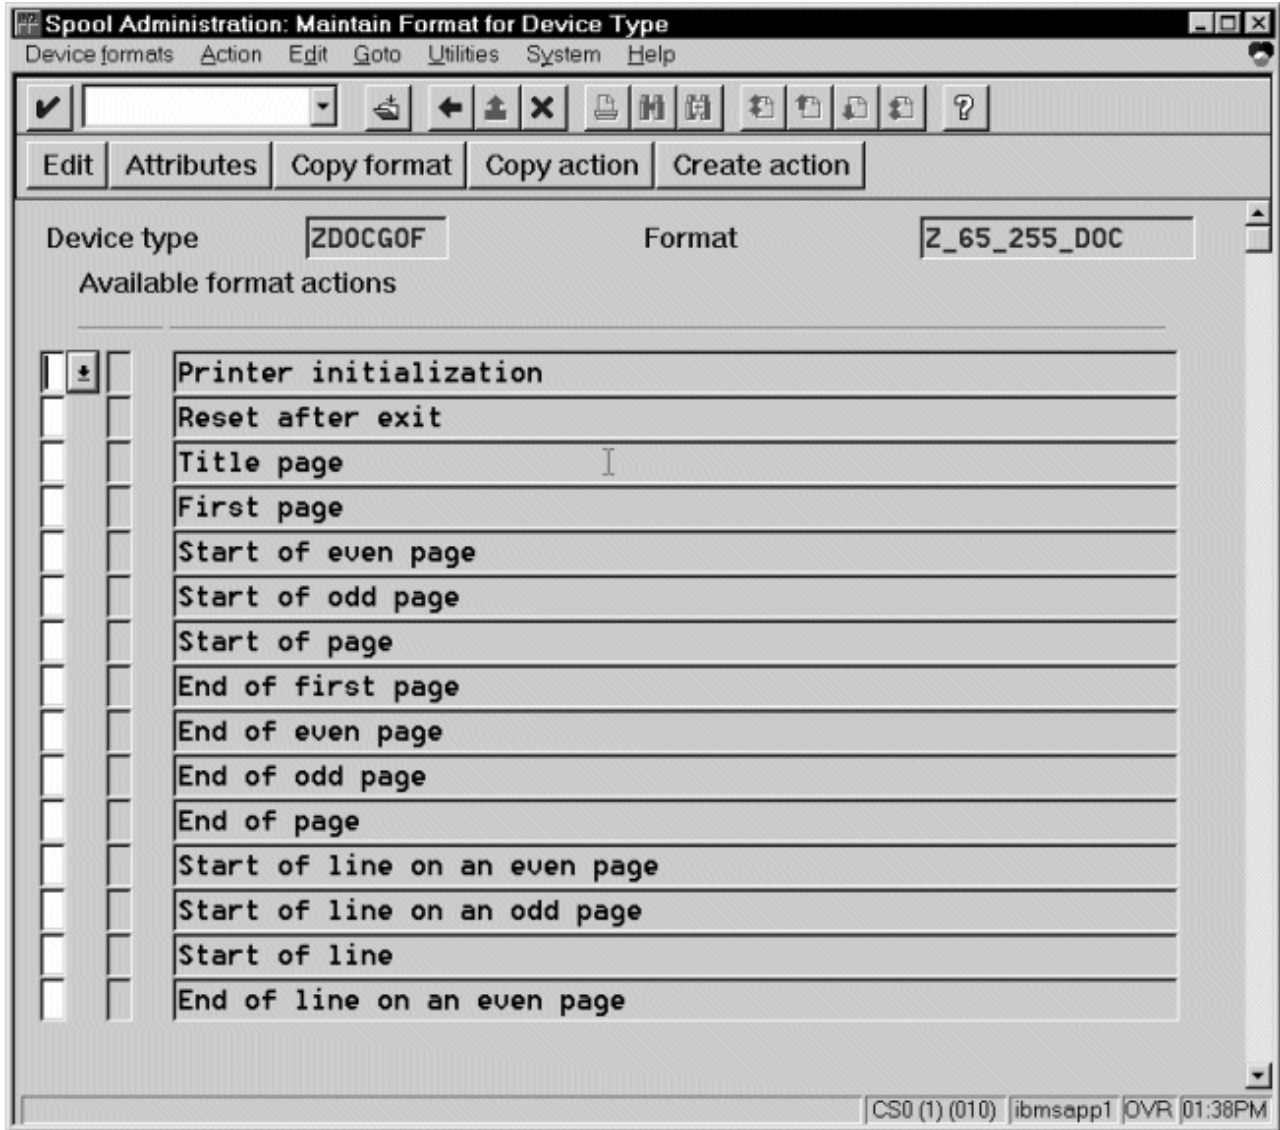 Spool Administration: Maintain Format for Device Type
Device formats Action Edit Goto Utilities System Help
Edit Attributes Copy format Copy action Create action
Device type ZDOCGOF Format Z_65_255_DOC
Available format actions
Printer initialization
Reset after exit
Title page
First page
Start of even page
Start of odd page
Start of page
End of first page
End of even page
End of odd page
End of page
Start of line on an even page
Start of line on an odd page
Start of line
End of line on an even page
CS0 (1) (010) ibmsapp1 OVR 01:38PM